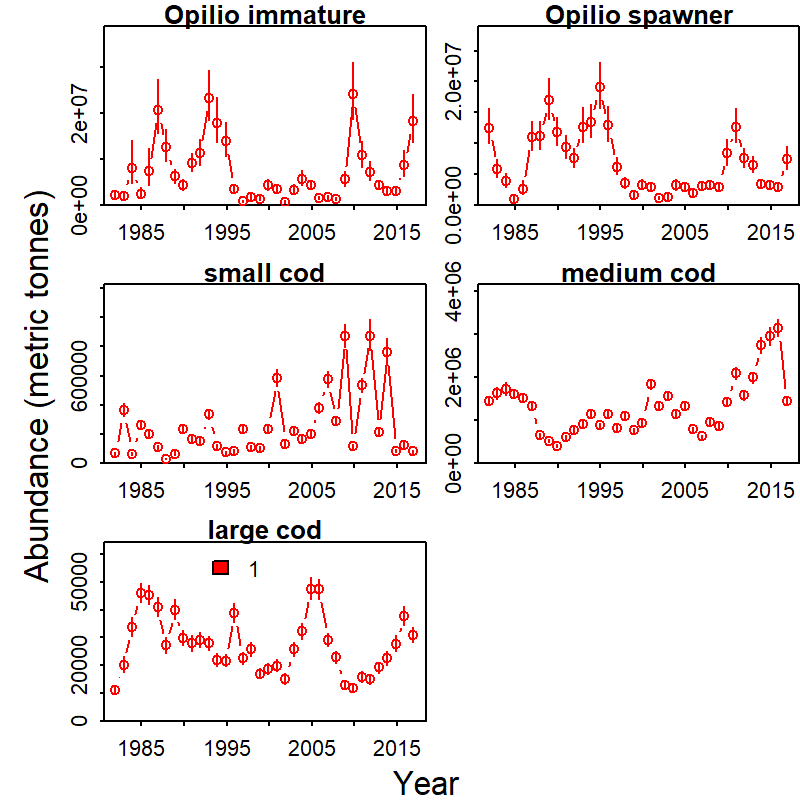 Opilio immature
Opilio spawner
0e+00 2e+07
0.0e+00 2.0e+07
1985 1995 2005 2015
1985 1995 2005 2015
small cod
medium cod
0 600000
0e+00 2e+06 4e+06
1985 1995 2005 2015
1985 1995 2005 2015
large cod
1
0 20000 50000
1985 1995 2005 2015
Abundance (metric tonnes)
Year